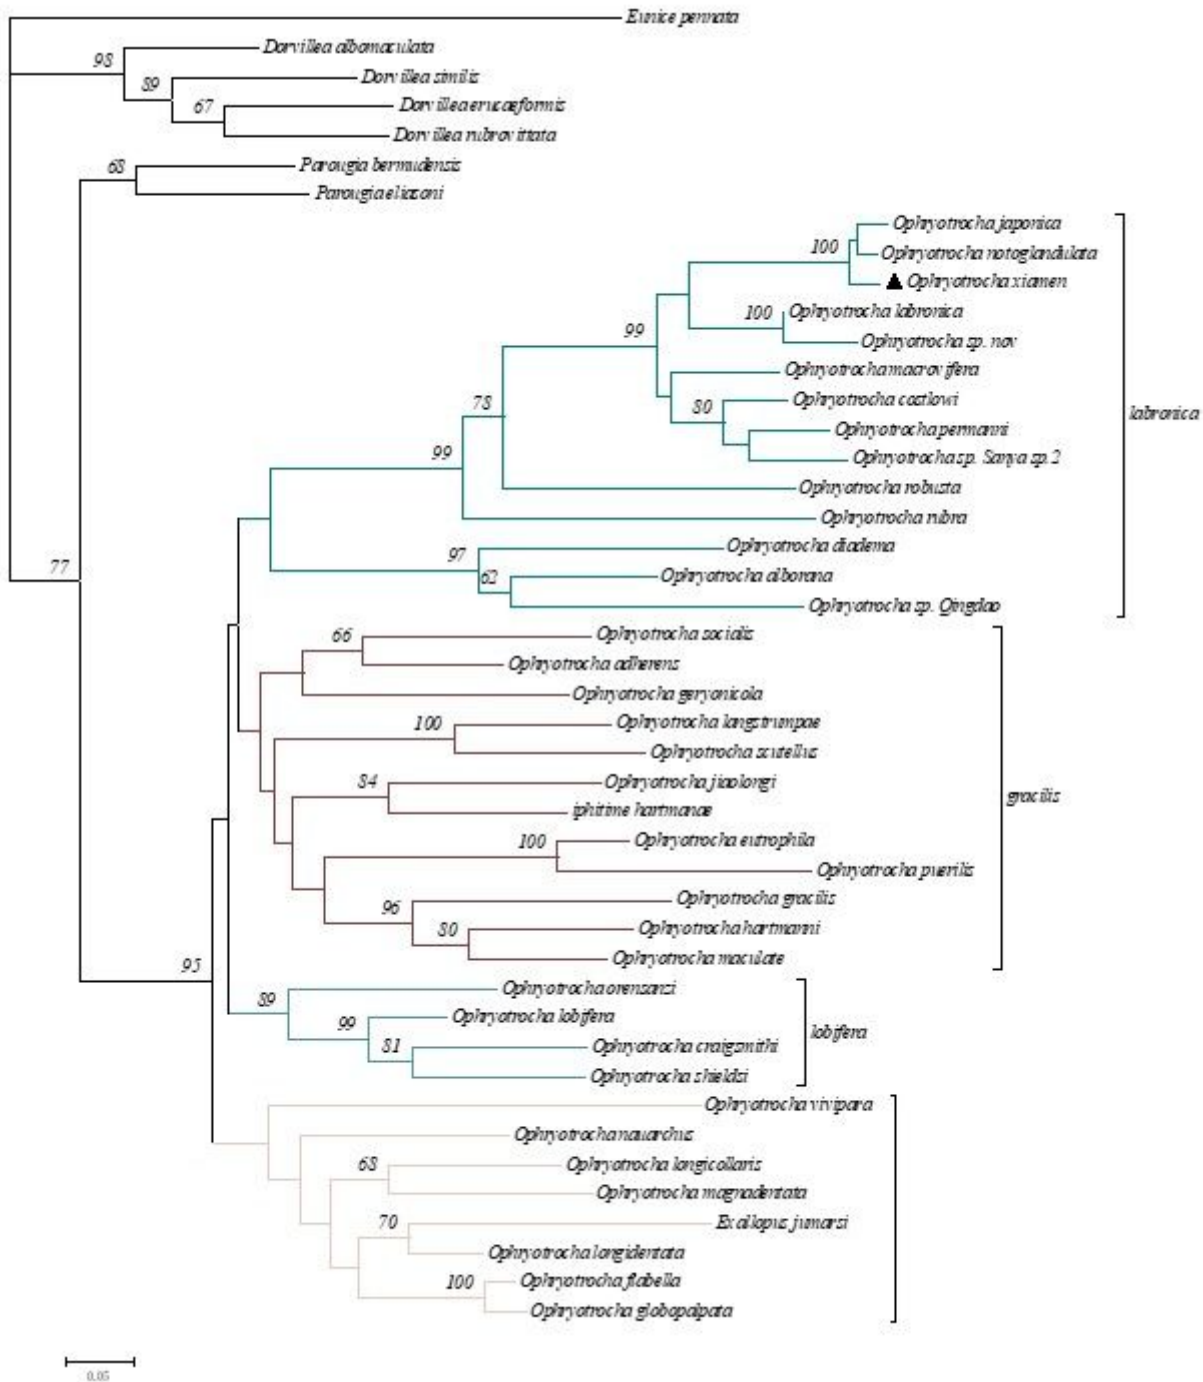 Eunice pennata
98
Dorvillea albomaculata
89
Dorvillea similis
67
Dorvillea erucaeformis
Dorvillea rubrovittata
68
Parougia bermudensis
Parougia eliasoni
Ophryotrocha japonica
100
Ophryotrocha notoglandulata
Ophryotrocha xiamen
100
Ophryotrocha labronica
99
Ophryotrocha sp. nov
Ophryotrocha macrovifera
80
Ophryotrocha costlowi
78
Ophryotrocha permanni
labronica
99
Ophryotrocha sp. Sanya sp.2
Ophryotrocha robusta
Ophryotrocha rubra
97
Ophryotrocha diadema
77
62
Ophryotrocha alborana
Ophryotrocha sp. Qingdao
66
Ophryotrocha socialis
Ophryotrocha adherens
Ophryotrocha geryonicola
100
Ophryotrocha langstrumpae
Ophryotrocha scutellus
84
Ophryotrocha jiaolongi
gracilis
iphitime hartmanae
100
Ophryotrocha eutrophila
Ophryotrocha puerilis
96
Ophryotrocha gracilis
80
Ophryotrocha hartmanni
Ophryotrocha maculate
95
89
Ophryotrocha orensanzi
99
Ophryotrocha lobifera
lobifera
81
Ophryotrocha craigsmithi
Ophryotrocha shieldsi
Ophryotrocha vivipara
Ophryotrocha nauarchus
68
Ophryotrocha longicollaris
Ophryotrocha magnadentata
70
Exallopus jumarsi
Ophryotrocha longidentata
100
Ophryotrocha flabella
Ophryotrocha globopalpata
0.05